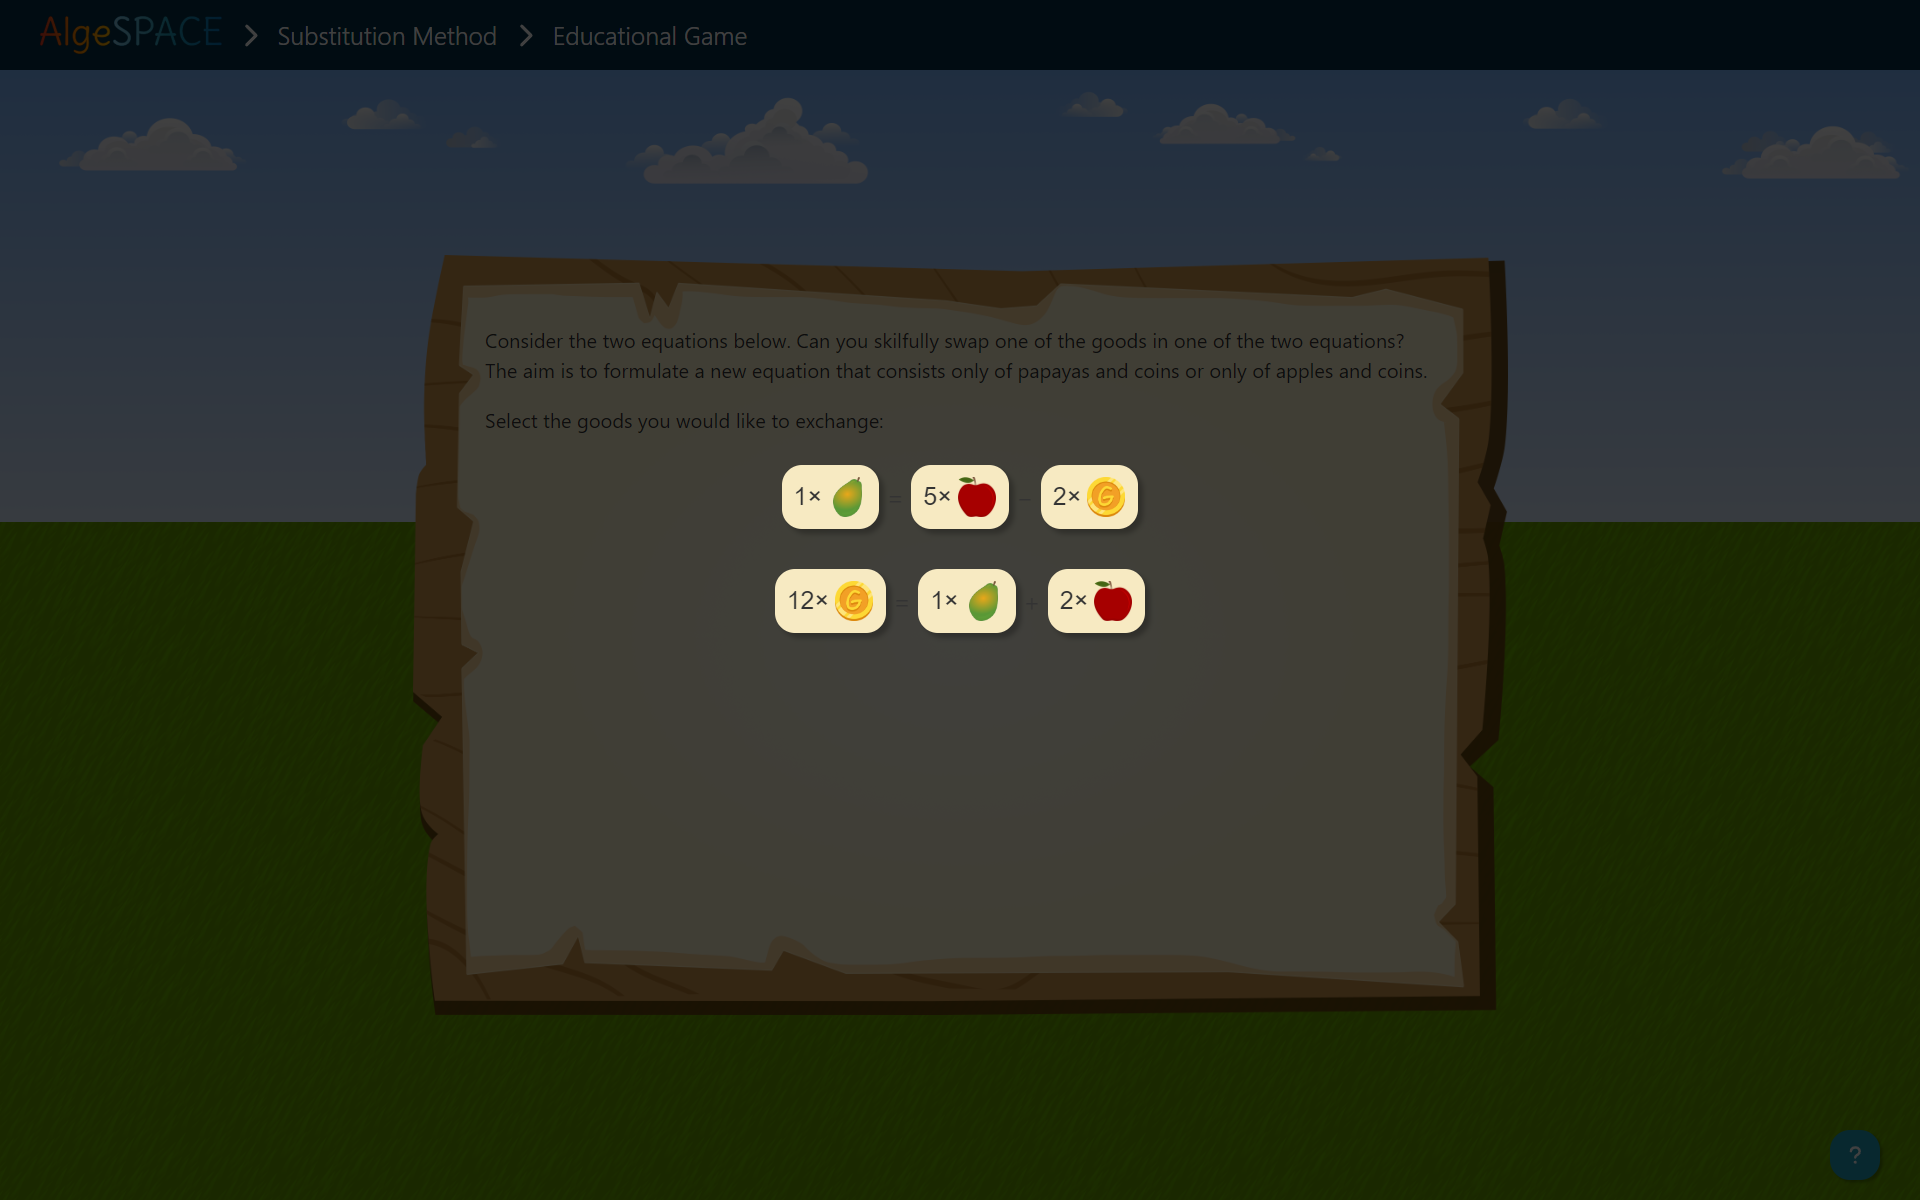 AlgeSPACE > Substitution Method > Educational Game
Consider the two equations below. Can you skilfully swap one of the goods in one of the two equations?
The aim is to formulate a new equation that consists only of papayas and coins or only of apples and coins.
Select the goods you would like to exchange:
1× = 5× − 2× G
12× G = 1× + 2×
?